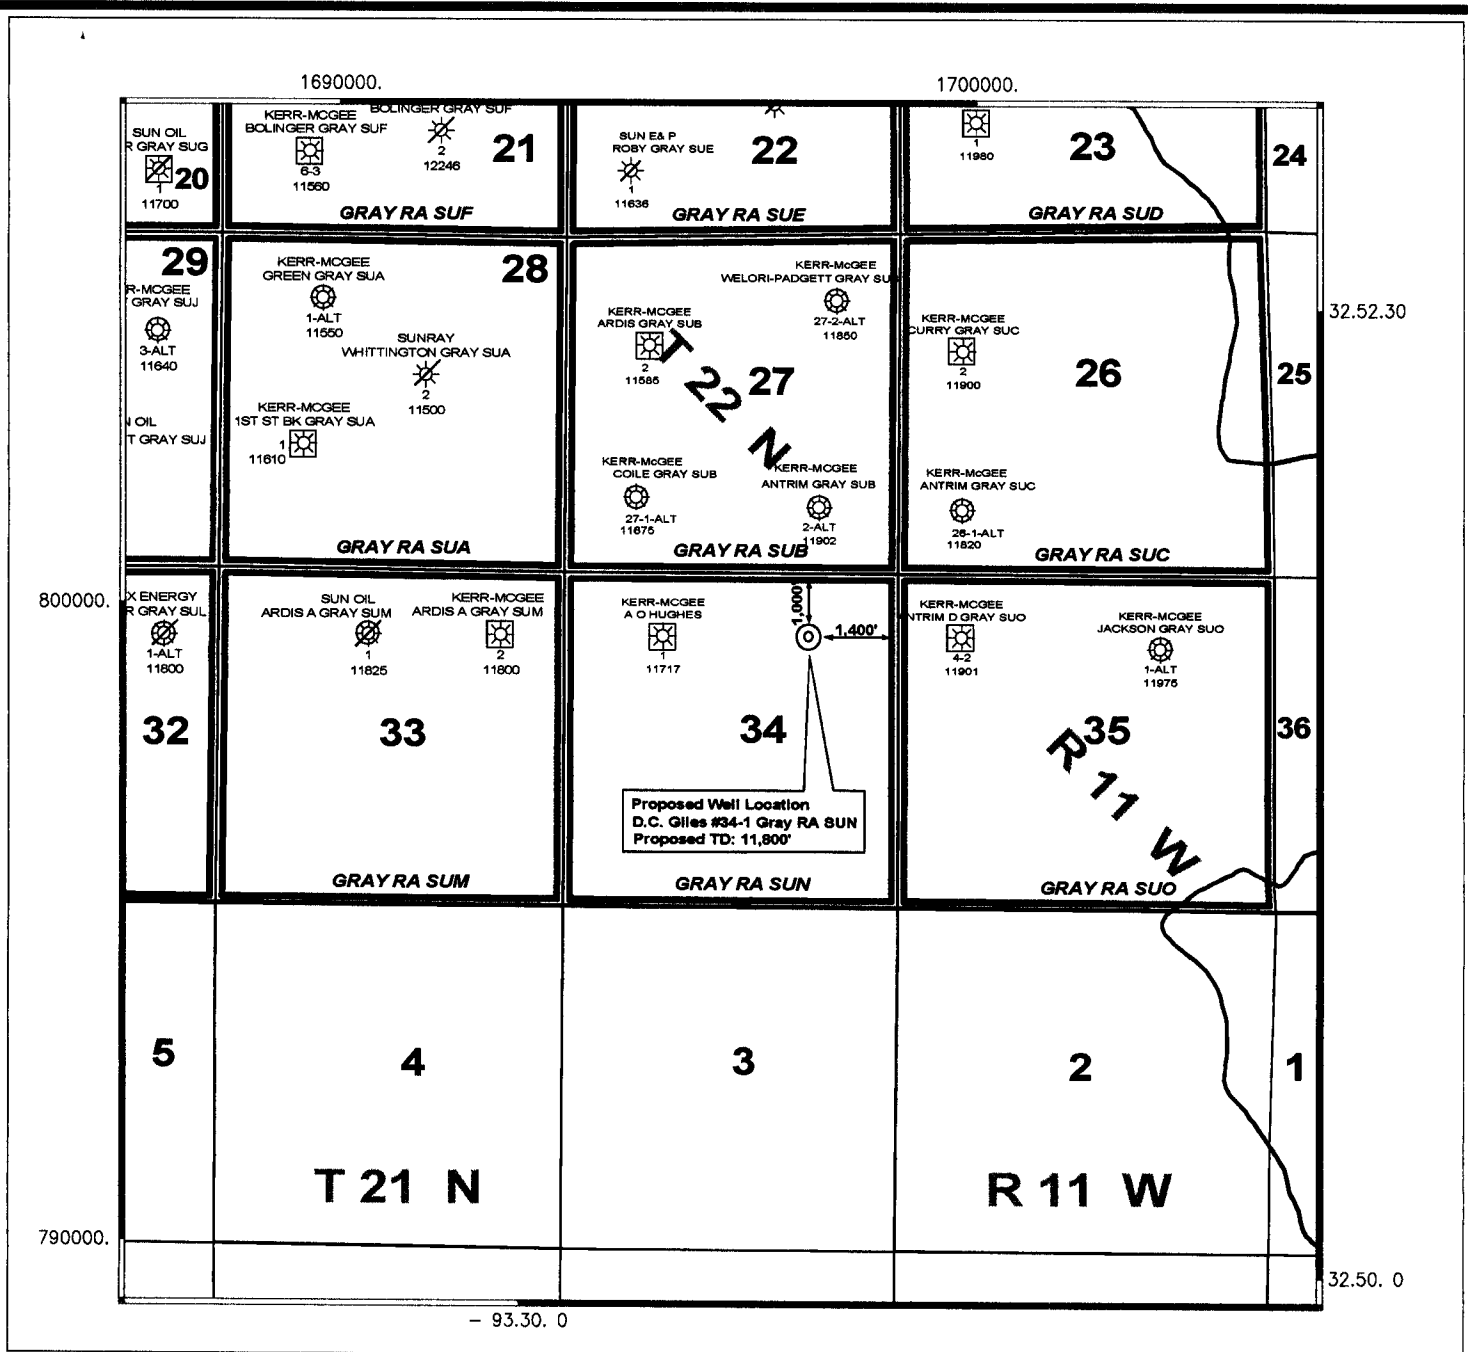 1690000.
1700000.
SUN OIL
R GRAY SUG
1
11700
20
KERR-MCGEE
BOLINGER GRAY SUF
6-3
11560
BOLINGER GRAY SUF
2
12246
21
GRAY RA SUF
SUN E& P
ROBY GRAY SUE
1
11636
22
GRAY RA SUE
1
11980
23
GRAY RA SUD
24
29
R-MCGEE
GRAY SUJ
3-ALT
11640
OIL
T GRAY SUJ
KERR-MCGEE
GREEN GRAY SUA
1-ALT
11550
28
SUNRAY
WHITTINGTON GRAY SUA
2
11500
KERR-MCGEE
1ST ST BK GRAY SUA
1
11610
GRAY RA SUA
KERR-McGEE
WELORI-PADGETT GRAY SUB
27-2-ALT
11850
KERR-MCGEE
ARDIS GRAY SUB
2
11585
T 22 N
27
KERR-McGEE
COILE GRAY SUB
27-1-ALT
11675
KERR-MCGEE
ANTRIM GRAY SUB
2-ALT
11902
GRAY RA SUB
KERR-MCGEE
CURRY GRAY SUC
2
11900
26
KERR-MCGEE
ANTRIM GRAY SUC
26-1-ALT
11820
GRAY RA SUC
25
32.52.30
800000.
X ENERGY
R GRAY SUL
1-ALT
11800
32
SUN OIL
ARDIS A GRAY SUM
1
11825
KERR-MCGEE
ARDIS A GRAY SUM
2
11800
33
GRAY RA SUM
KERR-MCGEE
A O HUGHES
1
11717
1,000'
1,400'
34
Proposed Well Location
D.C. Giles #34-1 Gray RA SUN
Proposed TD: 11,800'
GRAY RA SUN
KERR-MCGEE
NTRIM D GRAY SUO
4-2
11901
KERR-MCGEE
JACKSON GRAY SUO
1-ALT
11975
35
R 11 W
GRAY RA SUO
36
5
4
3
2
1
T 21 N
R 11 W
790000.
32.50. 0
- 93.30. 0